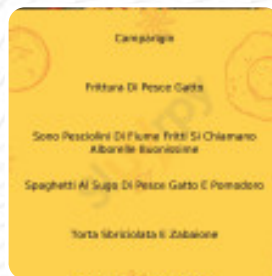 Camparigin
Frittura Di Pesce Gatto
Sono Pesciolini Di Fiume Fritti Si Chiamano
Alborelle Buonissime
Spaghetti Al Sugo Di Pesce Gatto E Pomodoro
Torta Sbriciolata E Zabaione